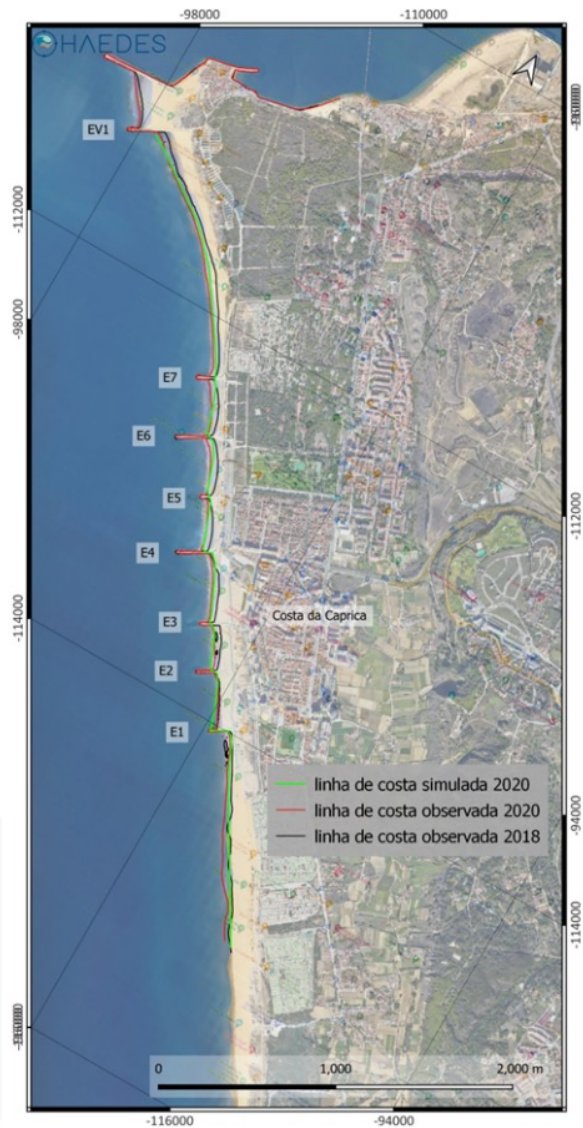 -98000
-110000
HAEDES
EV1
-112000
-98000
E7
E6
E5
-112000
E4
-114000
E3
Costa da Caprica
E2
E1
linha de costa simulada 2020
linha de costa observada 2020
linha de costa observada 2018
-94000
-114000
0
1,000
2,000 m
-116000
-94000